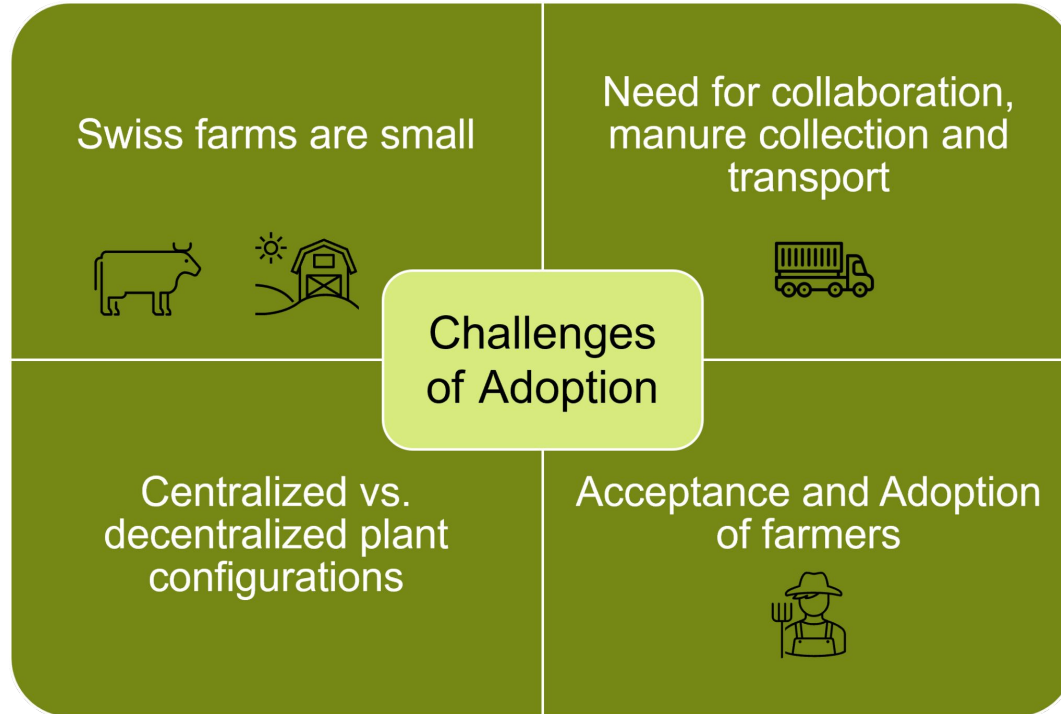 Swiss farms are small
Need for collaboration,
manure collection and
transport
Challenges
of Adoption
Centralized vs.
decentralized plant
configurations
Acceptance and Adoption
of farmers